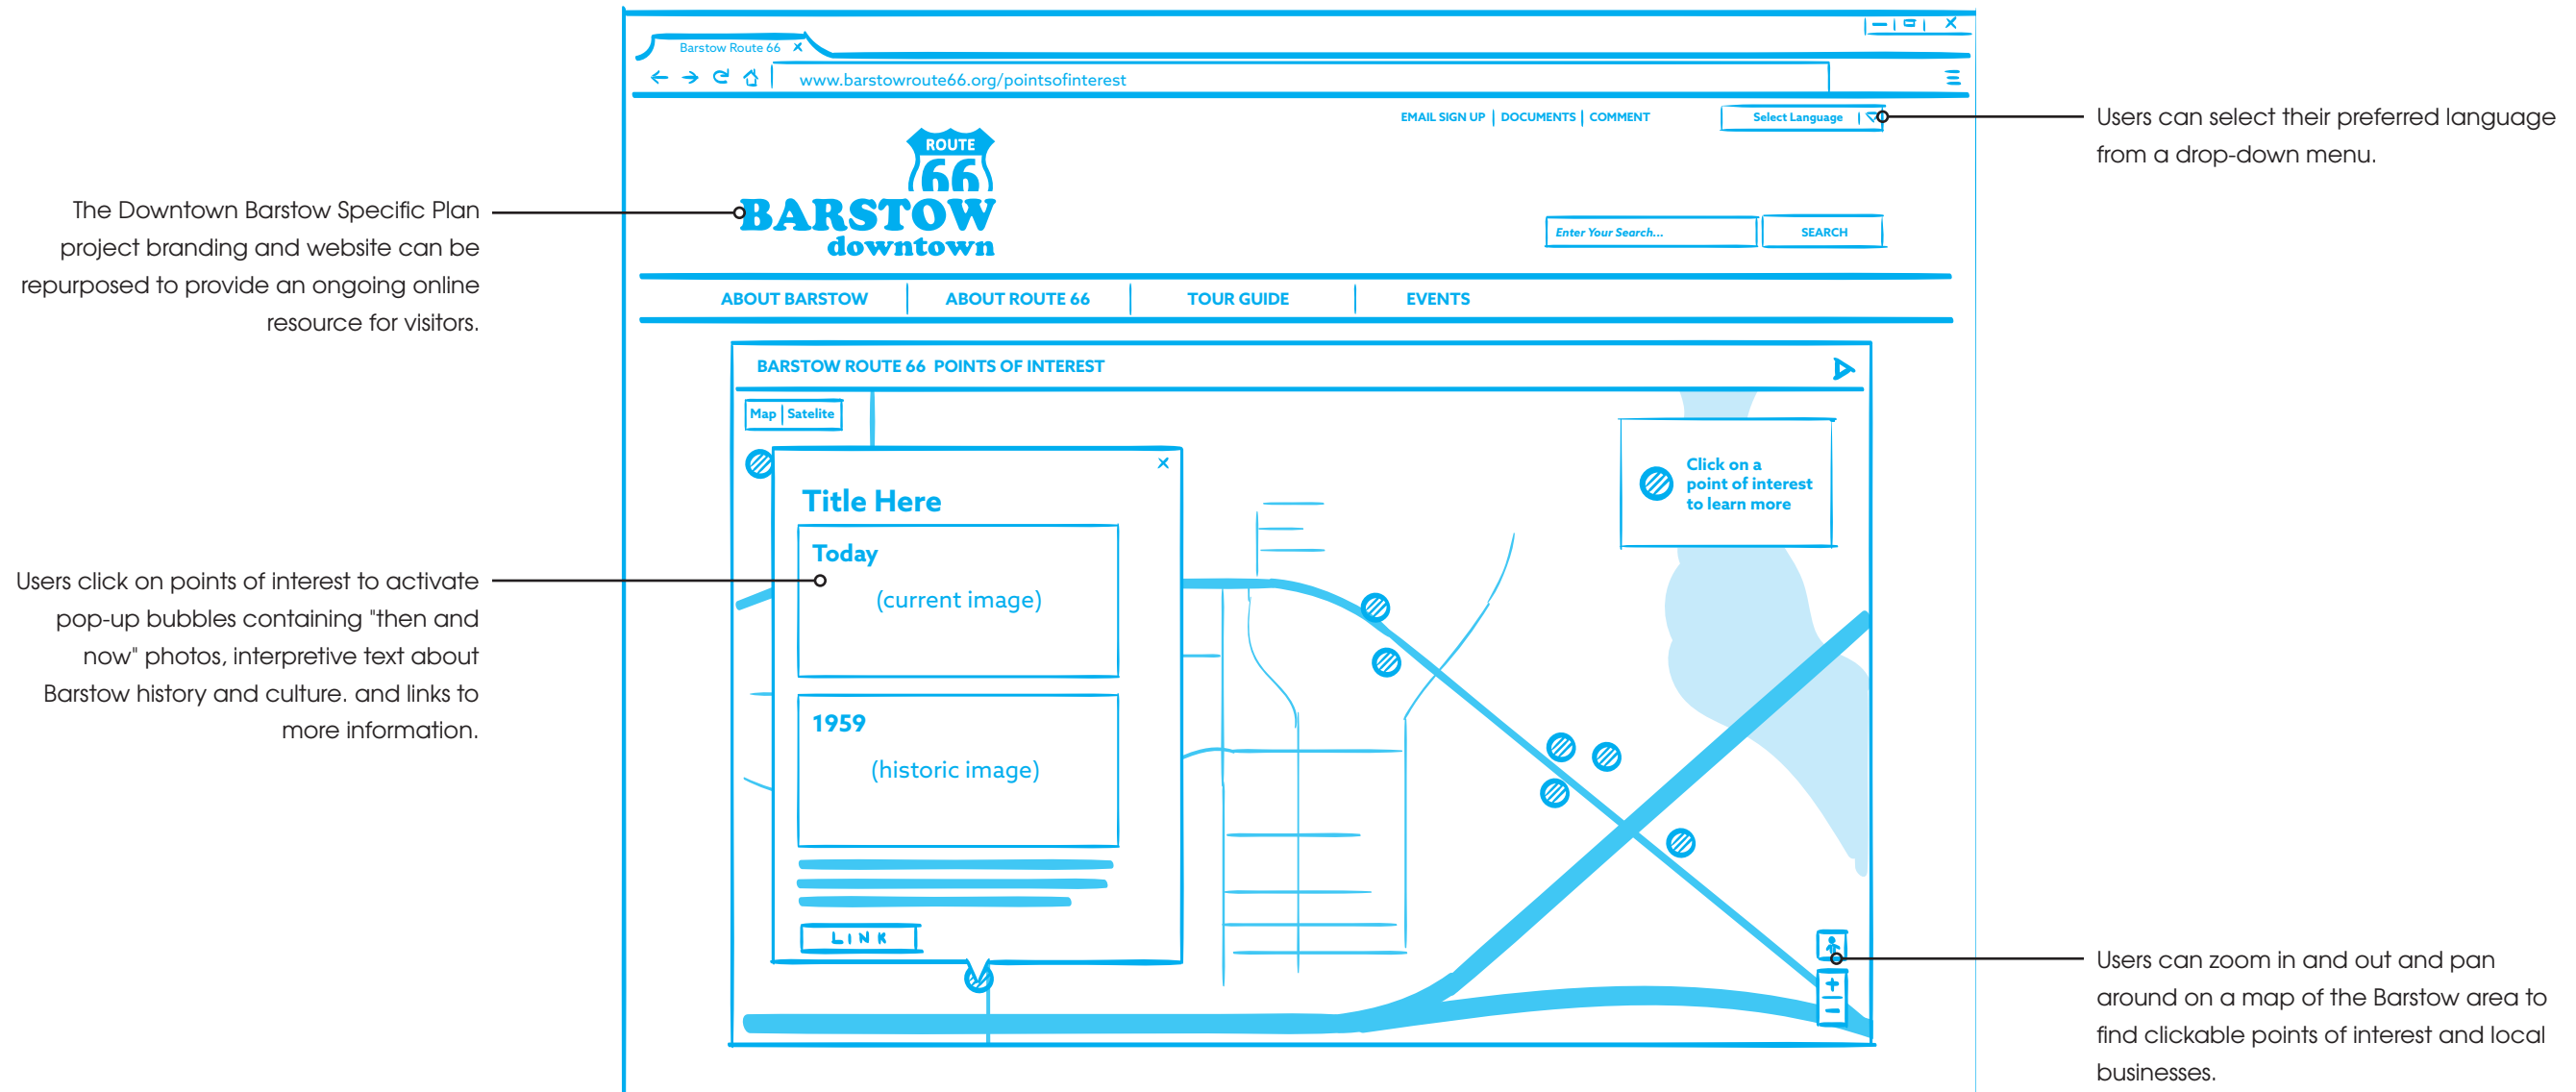 Barstow Route 66
www.barstowroute66.org/pointsofinterest
EMAIL SIGN UP | DOCUMENTS | COMMENT
Select Language
Users can select their preferred language
from a drop-down menu.
ROUTE
66
BARSTOW
downtown
The Downtown Barstow Specific Plan
project branding and website can be
repurposed to provide an ongoing online
resource for visitors.
Enter Your Search...
SEARCH
ABOUT BARSTOW | ABOUT ROUTE 66 | TOUR GUIDE | EVENTS
BARSTOW ROUTE 66 POINTS OF INTEREST
Map | Satelite
Click on a
point of interest
to learn more
Title Here
Today
(current image)
Users click on points of interest to activate
pop-up bubbles containing "then and
now" photos, interpretive text about
Barstow history and culture. and links to
more information.
1959
(historic image)
LINK
Users can zoom in and out and pan
around on a map of the Barstow area to
find clickable points of interest and local
businesses.